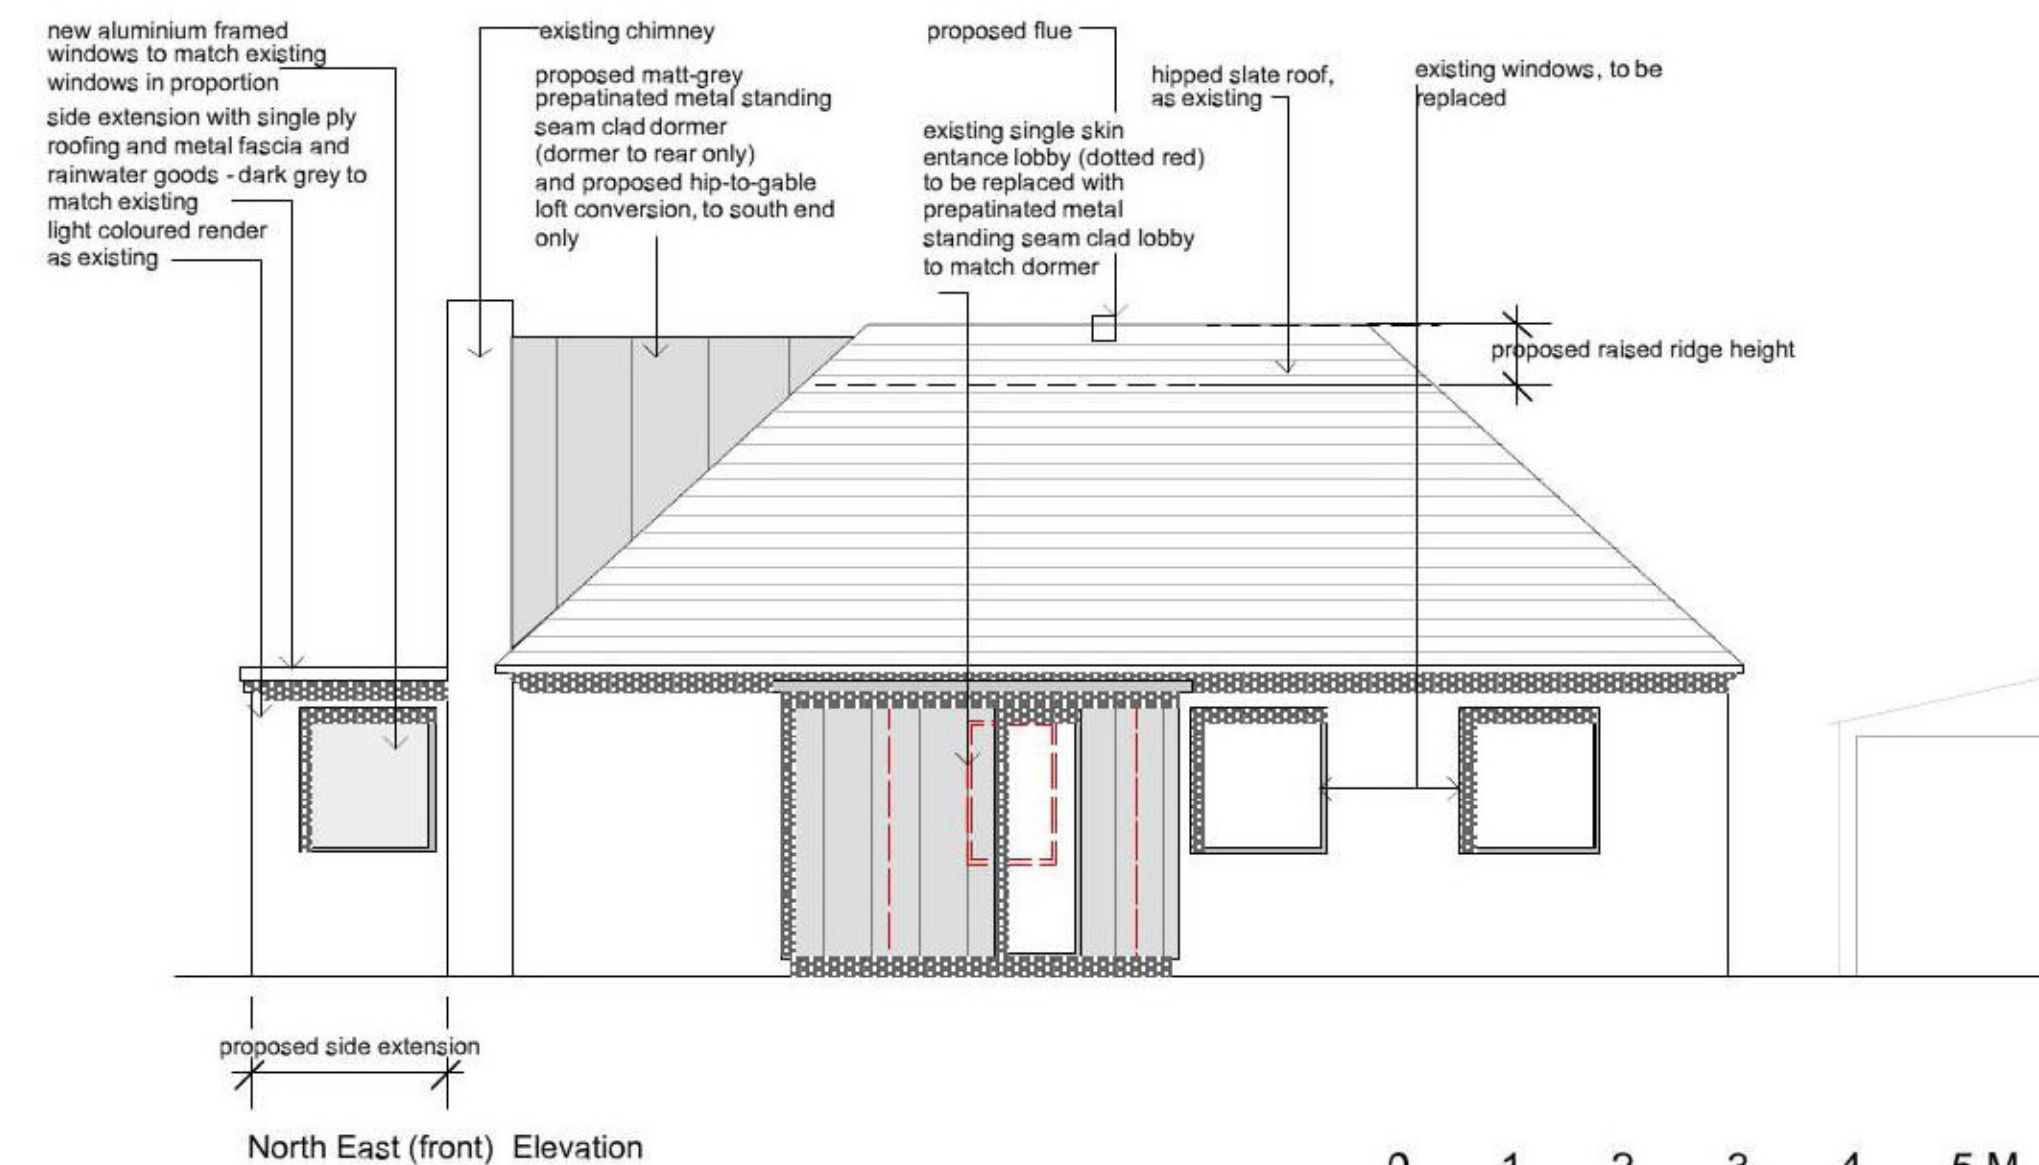 new aluminium framed
windows to match existing
windows in proportion
side extension with single ply
roofing and metal fascia and
rainwater goods - dark grey to
match existing
light coloured render
as existing
existing chimney
proposed matt-grey
prepatinated metal standing
seam clad dormer
(dormer to rear only)
and proposed hip-to-gable
loft conversion, to south end
only
proposed flue
existing single skin
entance lobby (dotted red)
to be replaced with
prepatinated metal
standing seam clad lobby
to match dormer
hipped slate roof,
as existing
existing windows, to be
replaced
proposed raised ridge height
proposed side extension
North East (front) Elevation
0 1 2 3 4 5 M